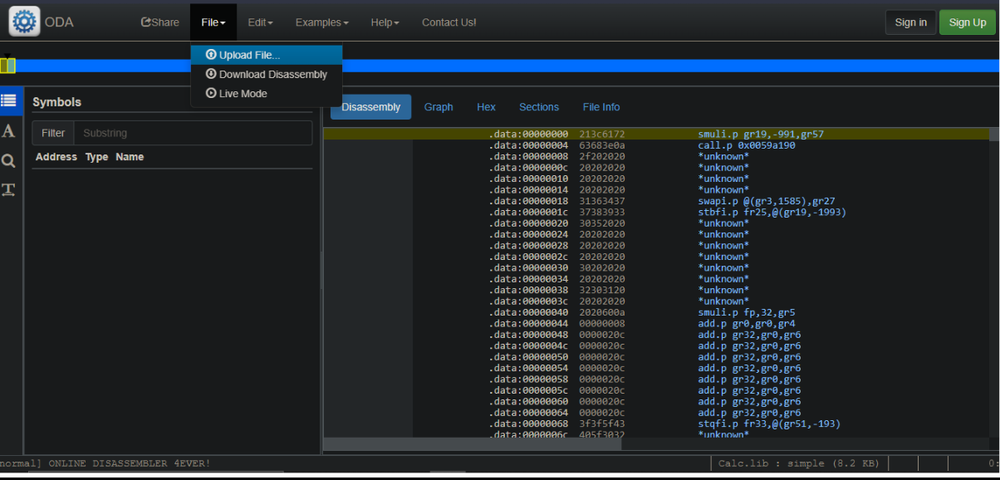 ODA Share File Edit Examples Help Contact Us! Sign in Sign Up
Upload File...
Download Disassembly
Live Mode
Symbols
Filter Substring
Address Type Name
Disassembly Graph Hex Sections File Info
.data:00000000 213c6172 smuli.p gr19,-991,gr57
.data:00000004 63683e0a call.p 0x0059a190
.data:00000008 2f202020 *unknown*
.data:0000000c 20202020 *unknown*
.data:00000010 20202020 *unknown*
.data:00000014 20202020 *unknown*
.data:00000018 31363437 swapi.p @(gr3,1585),gr27
.data:0000001c 37383933 stbfi.p fr25,@(gr19,-1993)
.data:00000020 30352020 *unknown*
.data:00000024 20202020 *unknown*
.data:00000028 20202020 *unknown*
.data:0000002c 20202020 *unknown*
.data:00000030 30202020 *unknown*
.data:00000034 20202020 *unknown*
.data:00000038 32303120 *unknown*
.data:0000003c 20202020 *unknown*
.data:00000040 2020600a smuli.p fp,32,gr5
.data:00000044 00000008 add.p gr0,gr0,gr4
.data:00000048 0000020c add.p gr32,gr0,gr6
.data:0000004c 0000020c add.p gr32,gr0,gr6
.data:00000050 0000020c add.p gr32,gr0,gr6
.data:00000054 0000020c add.p gr32,gr0,gr6
.data:00000058 0000020c add.p gr32,gr0,gr6
.data:0000005c 0000020c add.p gr32,gr0,gr6
.data:00000060 0000020c add.p gr32,gr0,gr6
.data:00000064 0000020c add.p gr32,gr0,gr6
.data:00000068 3f3f5f43 stqfi.p fr33,@(gr51,-193)
.data:0000006c 405f3032 *unknown*
normal] ONLINE DISASSEMBLER 4EVER! Calc.lib : simple (8.2 KB) 0: